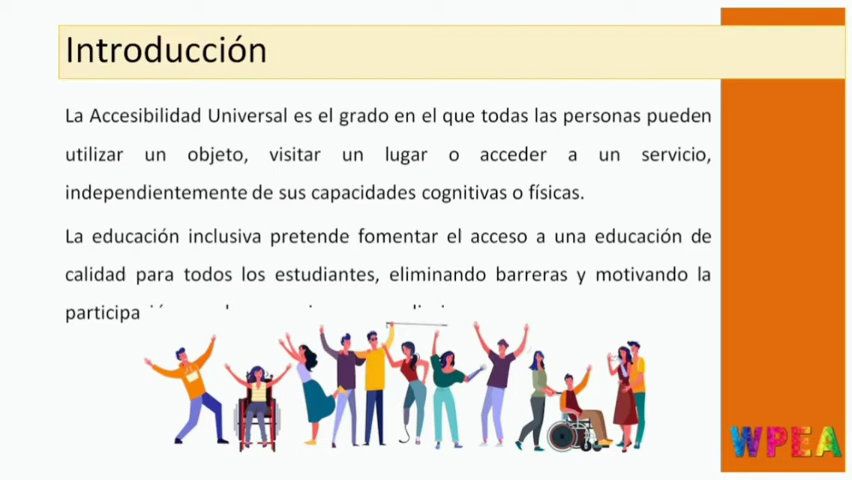 Introducción
La Accesibilidad Universal es el grado en el que todas las personas pueden
utilizar un objeto, visitar un lugar o acceder a un servicio,
independientemente de sus capacidades cognitivas o físicas.
La educación inclusiva pretende fomentar el acceso a una educación de
calidad para todos los estudiantes, eliminando barreras y motivando la
WPEA